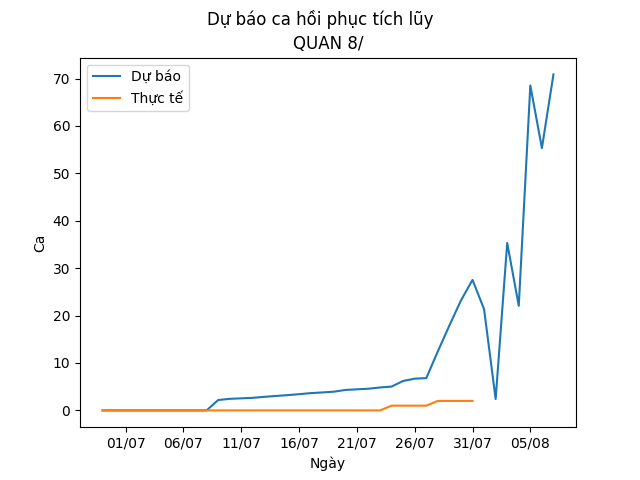 Dự báo ca hồi phục tích lũy
QUAN 8/
Dự báo
Thực tế
70
60
50
40
30
20
10
0
Ca
01/07 06/07 11/07 16/07 21/07 26/07 31/07 05/08
Ngày